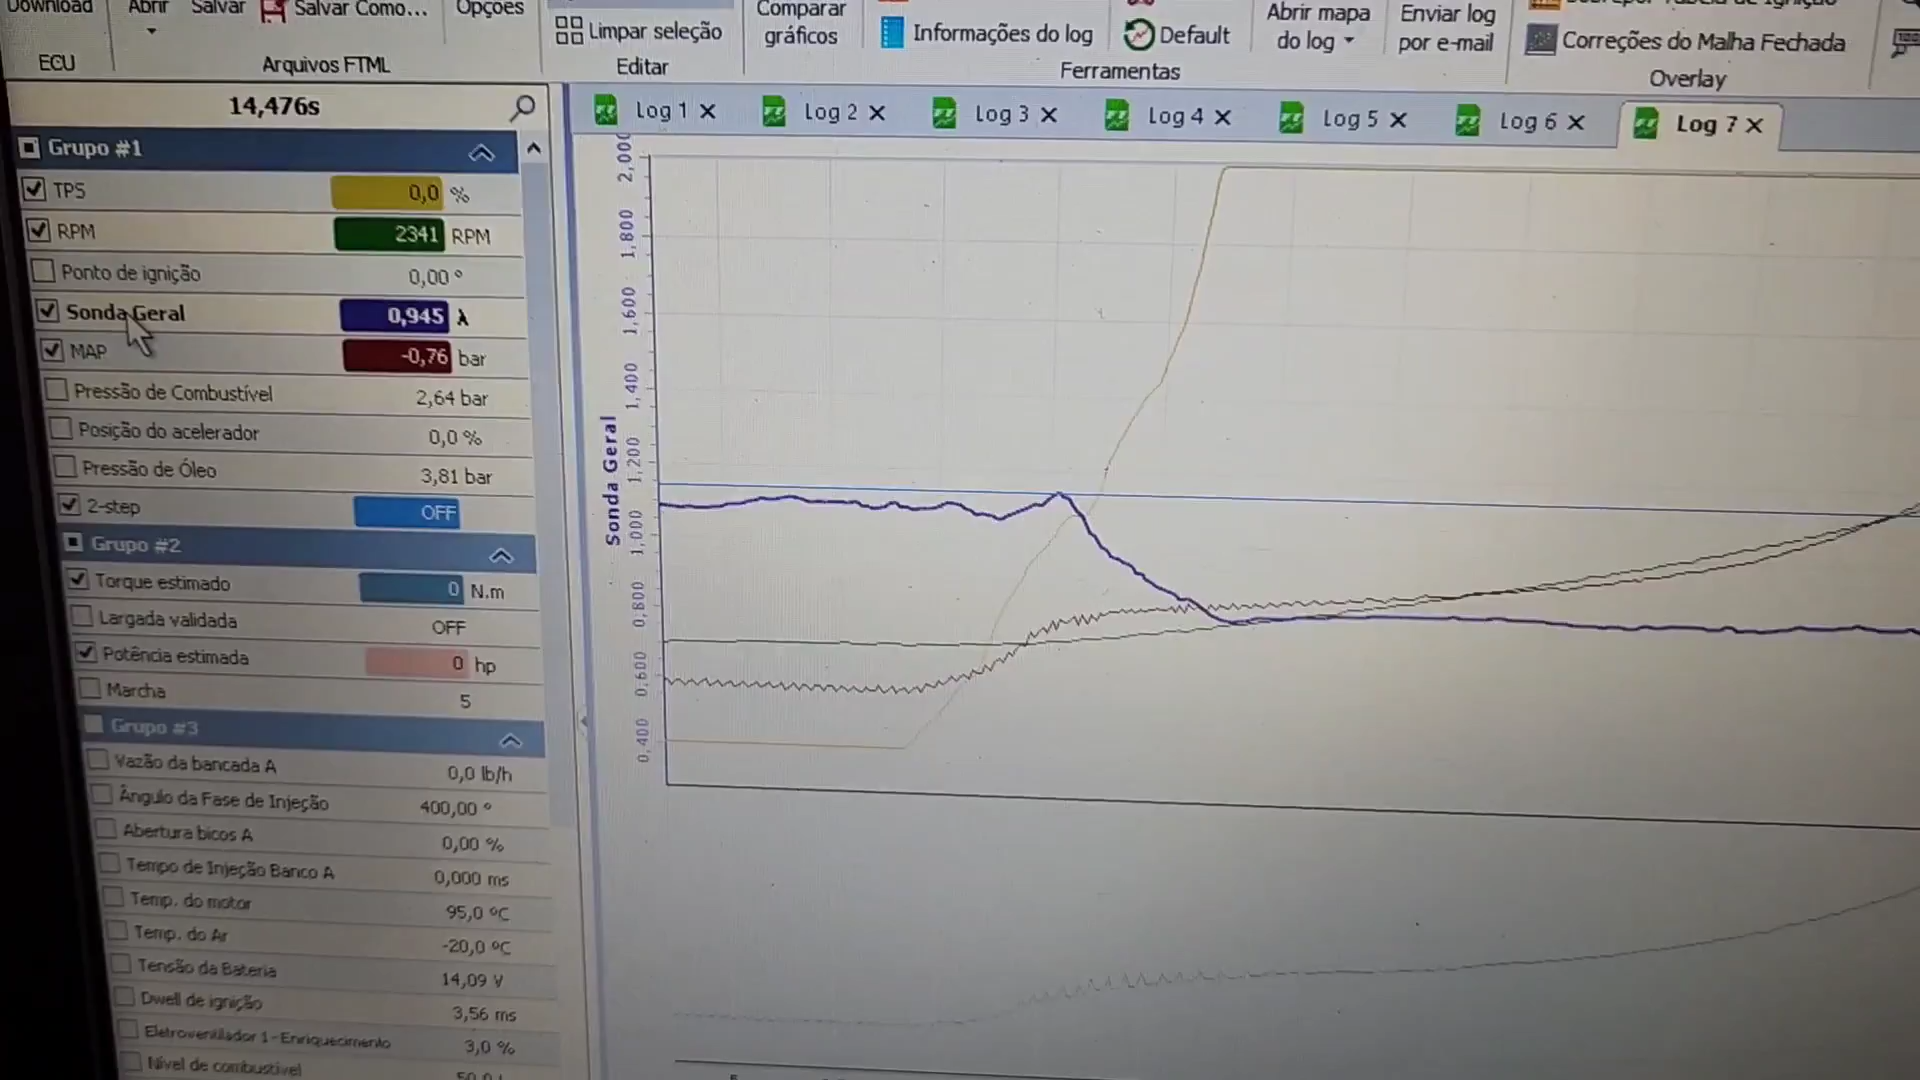 Download
Abrir
Salvar
Salvar Como...
Opções
ECU
Arquivos FTML
Limpar seleção
Editar
Comparar
gráficos
Informações do log
Default
Ferramentas
Abrir mapa
do log
Enviar log
por e-mail
Correções do Malha Fechada
Overlay
14,476s
Log 1
Log 2
Log 3
Log 4
Log 5
Log 6
Log 7
Grupo #1
TPS 0,0 %
RPM 2341 RPM
Ponto de ignição 0,00 °
Sonda Geral 0,945 λ
MAP -0,76 bar
Pressão de Combustível 2,64 bar
Posição do acelerador 0,0 %
Pressão de Óleo 3,81 bar
2-step OFF
Grupo #2
Torque estimado 0 N.m
Largada validada OFF
Potência estimada 0 hp
Marcha 5
Grupo #3
Vazão da bancada A 0,0 lb/h
Ângulo da Fase de Injeção 400,00 °
Abertura bicos A 0,00 %
Tempo de Injeção Banco A 0,000 ms
Temp. do motor 95,0 ºC
Temp. do Ar -20,0 ºC
Tensão da Bateria 14,09 V
Dwell de ignição 3,56 ms
Eletroventilador 1 - Enriquecimento 3,0 %
Nível de combustível
Sonda Geral
2,000
1,800
1,600
1,400
1,200
1,000
0,800
0,600
0,400